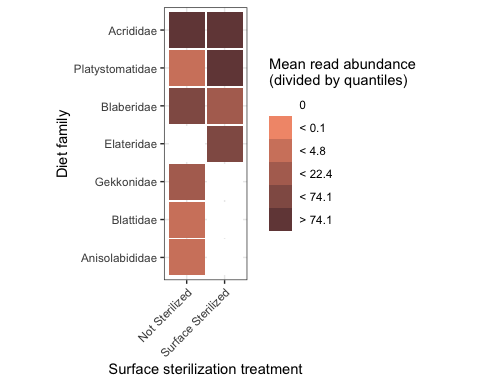 Diet family
Acrididae
Platystomatidae
Blaberidae
Elateridae
Gekkonidae
Blattidae
Anisolabididae
Not Sterilized
Surface Sterilized
Surface sterilization treatment
Mean read abundance
(divided by quantiles)
0
< 0.1
< 4.8
< 22.4
< 74.1
> 74.1